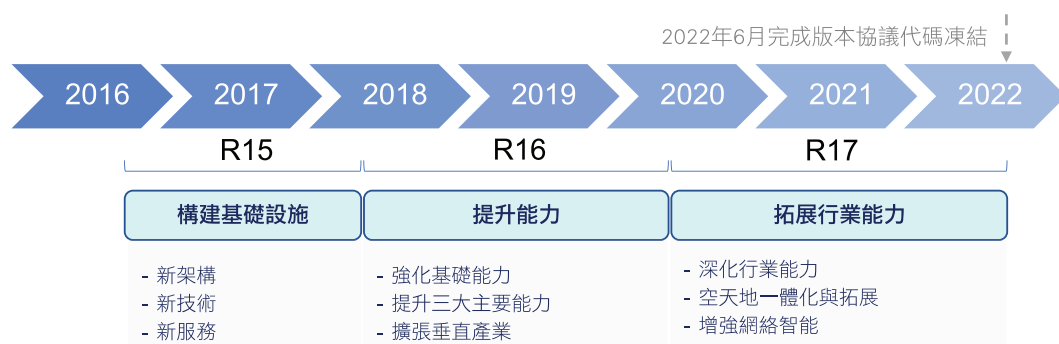 2022年6月完成版本協議代碼凍結
2016 2017 2018 2019 2020 2021 2022
R15 R16 R17
構建基礎設施 提升能力 拓展行業能力
- 新架構
- 新技術
- 新服務
- 強化基礎能力
- 提升三大主要能力
- 擴張垂直產業
- 深化行業能力
- 空天地一體化與拓展
- 增強網絡智能